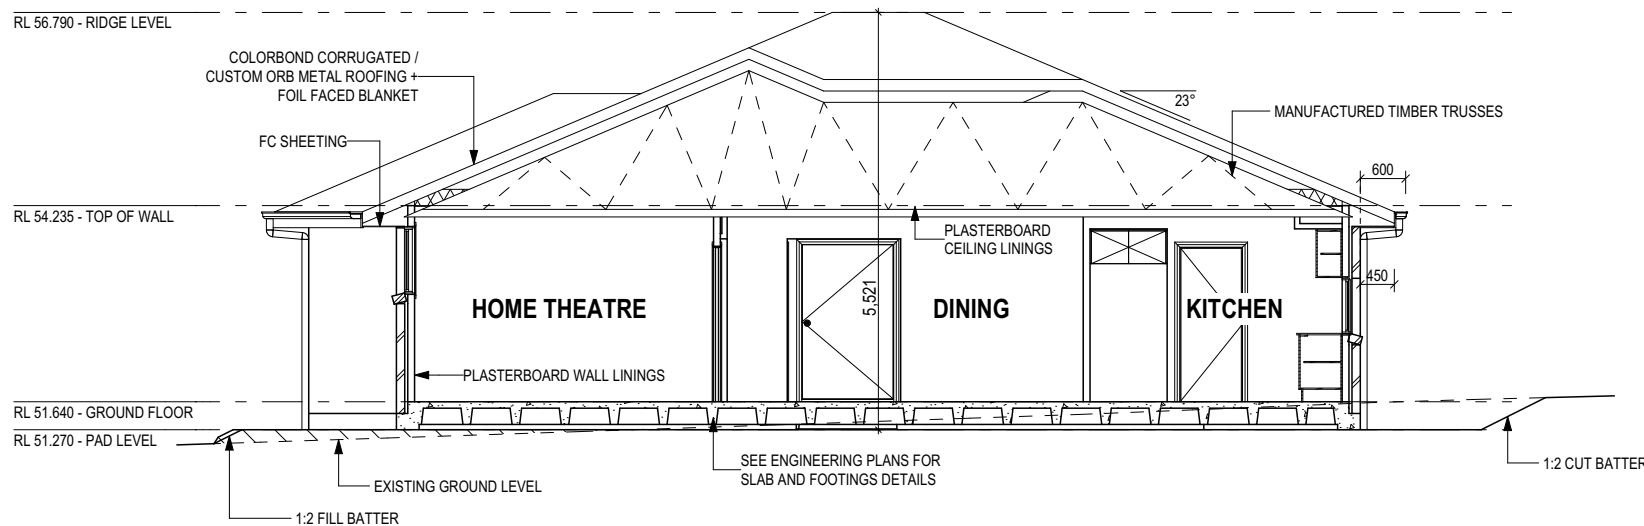 RL 56.790 - RIDGE LEVEL
COLORBOND CORRUGATED /
CUSTOM ORB METAL ROOFING +
FOIL FACED BLANKET
23°
MANUFACTURED TIMBER TRUSSES
FC SHEETING
600
RL 54.235 - TOP OF WALL
PLASTERBOARD
CEILING LININGS
450
5,521
HOME THEATRE
DINING
KITCHEN
PLASTERBOARD WALL LININGS
RL 51.640 - GROUND FLOOR
RL 51.270 - PAD LEVEL
SEE ENGINEERING PLANS FOR
SLAB AND FOOTINGS DETAILS
1:2 CUT BATTER
EXISTING GROUND LEVEL
1:2 FILL BATTER